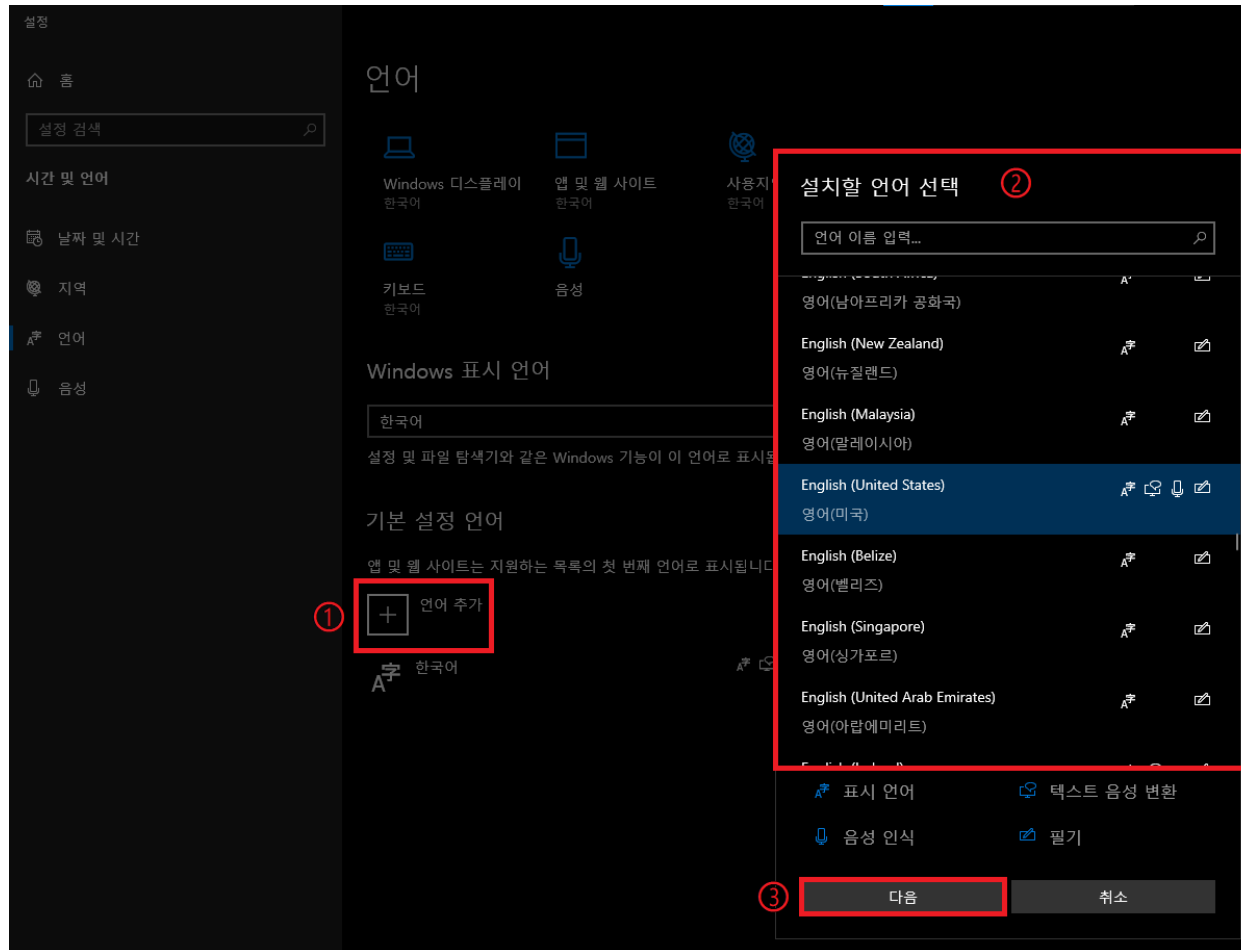 설정
홈
설정 검색
시간 및 언어
날짜 및 시간
지역
언어
음성
언어
Windows 디스플레이
한국어
앱 및 웹 사이트
한국어
한국어
키보드
한국어
음성
Windows 표시 언어
한국어
설정 및 파일 탐색기와 같은 Windows 기능이 이 언어로
기본 설정 언어
앱 및 웹 사이트는 지원하는 목록의 첫 번째 언어로 표시됩니다
① 언어 추가
한국어
설치할 언어 선택 ②
언어 이름 입력...
영어(남아프리카 공화국)
English (New Zealand)
영어(뉴질랜드)
English (Malaysia)
영어(말레이시아)
English (United States)
영어(미국)
English (Belize)
영어(벨리즈)
English (Singapore)
영어(싱가포르)
English (United Arab Emirates)
영어(아랍에미리트)
표시 언어
텍스트 음성 변환
음성 인식
필기
③ 다음
취소